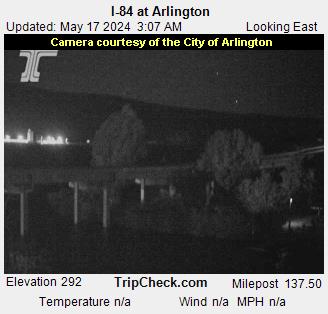 I-84 at Arlington
Updated: May 17 2024 3:07 AM Looking East
Camera courtesy of the City of Arlington
Elevation 292 TripCheck.com Milepost 137.50
Temperature n/a Wind n/a MPH n/a